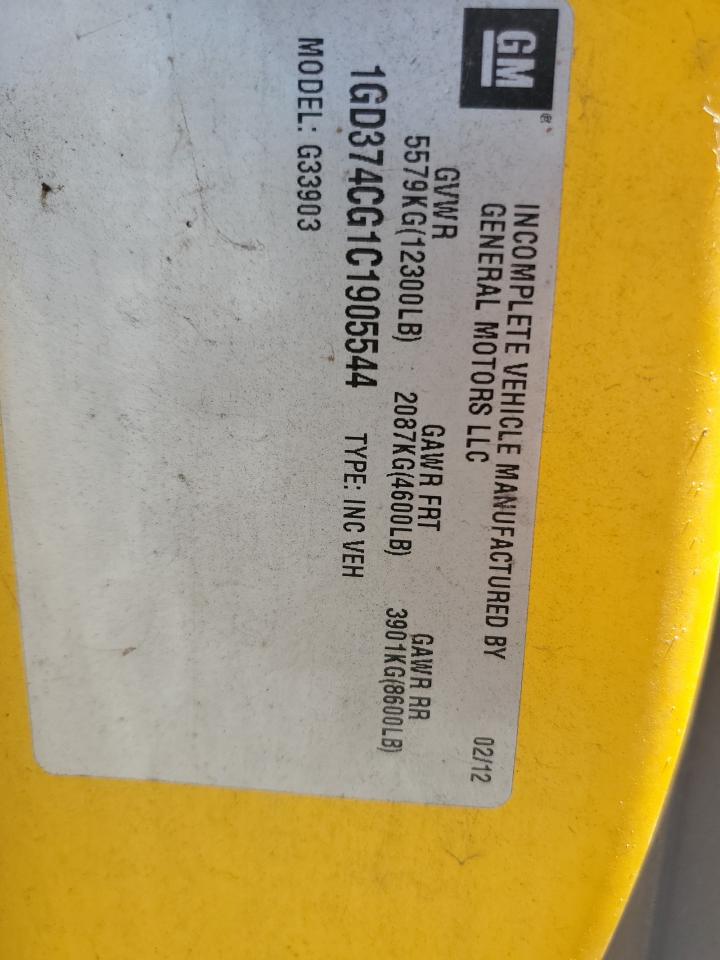 GM®
INCOMPLETE VEHICLE MANUFACTURED BY
GENERAL MOTORS LLC
02/12
GVWR GAWR FRT GAWR RR
5579KG(12300LB) 2087KG(4600LB) 3901KG(8600LB)
1GD374CG1C1905544 TYPE: INC VEH
MODEL: G33903